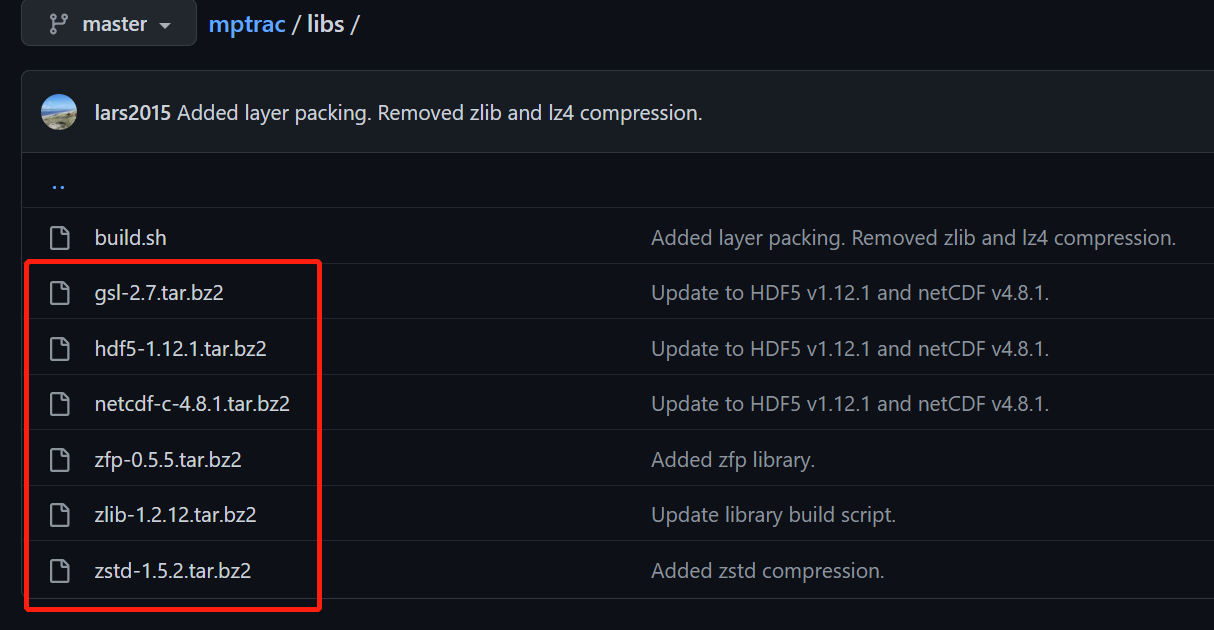 master mptrac / libs /
lars2015 Added layer packing. Removed zlib and lz4 compression.
..
build.sh Added layer packing. Removed zlib and lz4 compression.
gsl-2.7.tar.bz2 Update to HDF5 v1.12.1 and netCDF v4.8.1.
hdf5-1.12.1.tar.bz2 Update to HDF5 v1.12.1 and netCDF v4.8.1.
netcdf-c-4.8.1.tar.bz2 Update to HDF5 v1.12.1 and netCDF v4.8.1.
zfp-0.5.5.tar.bz2 Added zfp library.
zlib-1.2.12.tar.bz2 Update library build script.
zstd-1.5.2.tar.bz2 Added zstd compression.